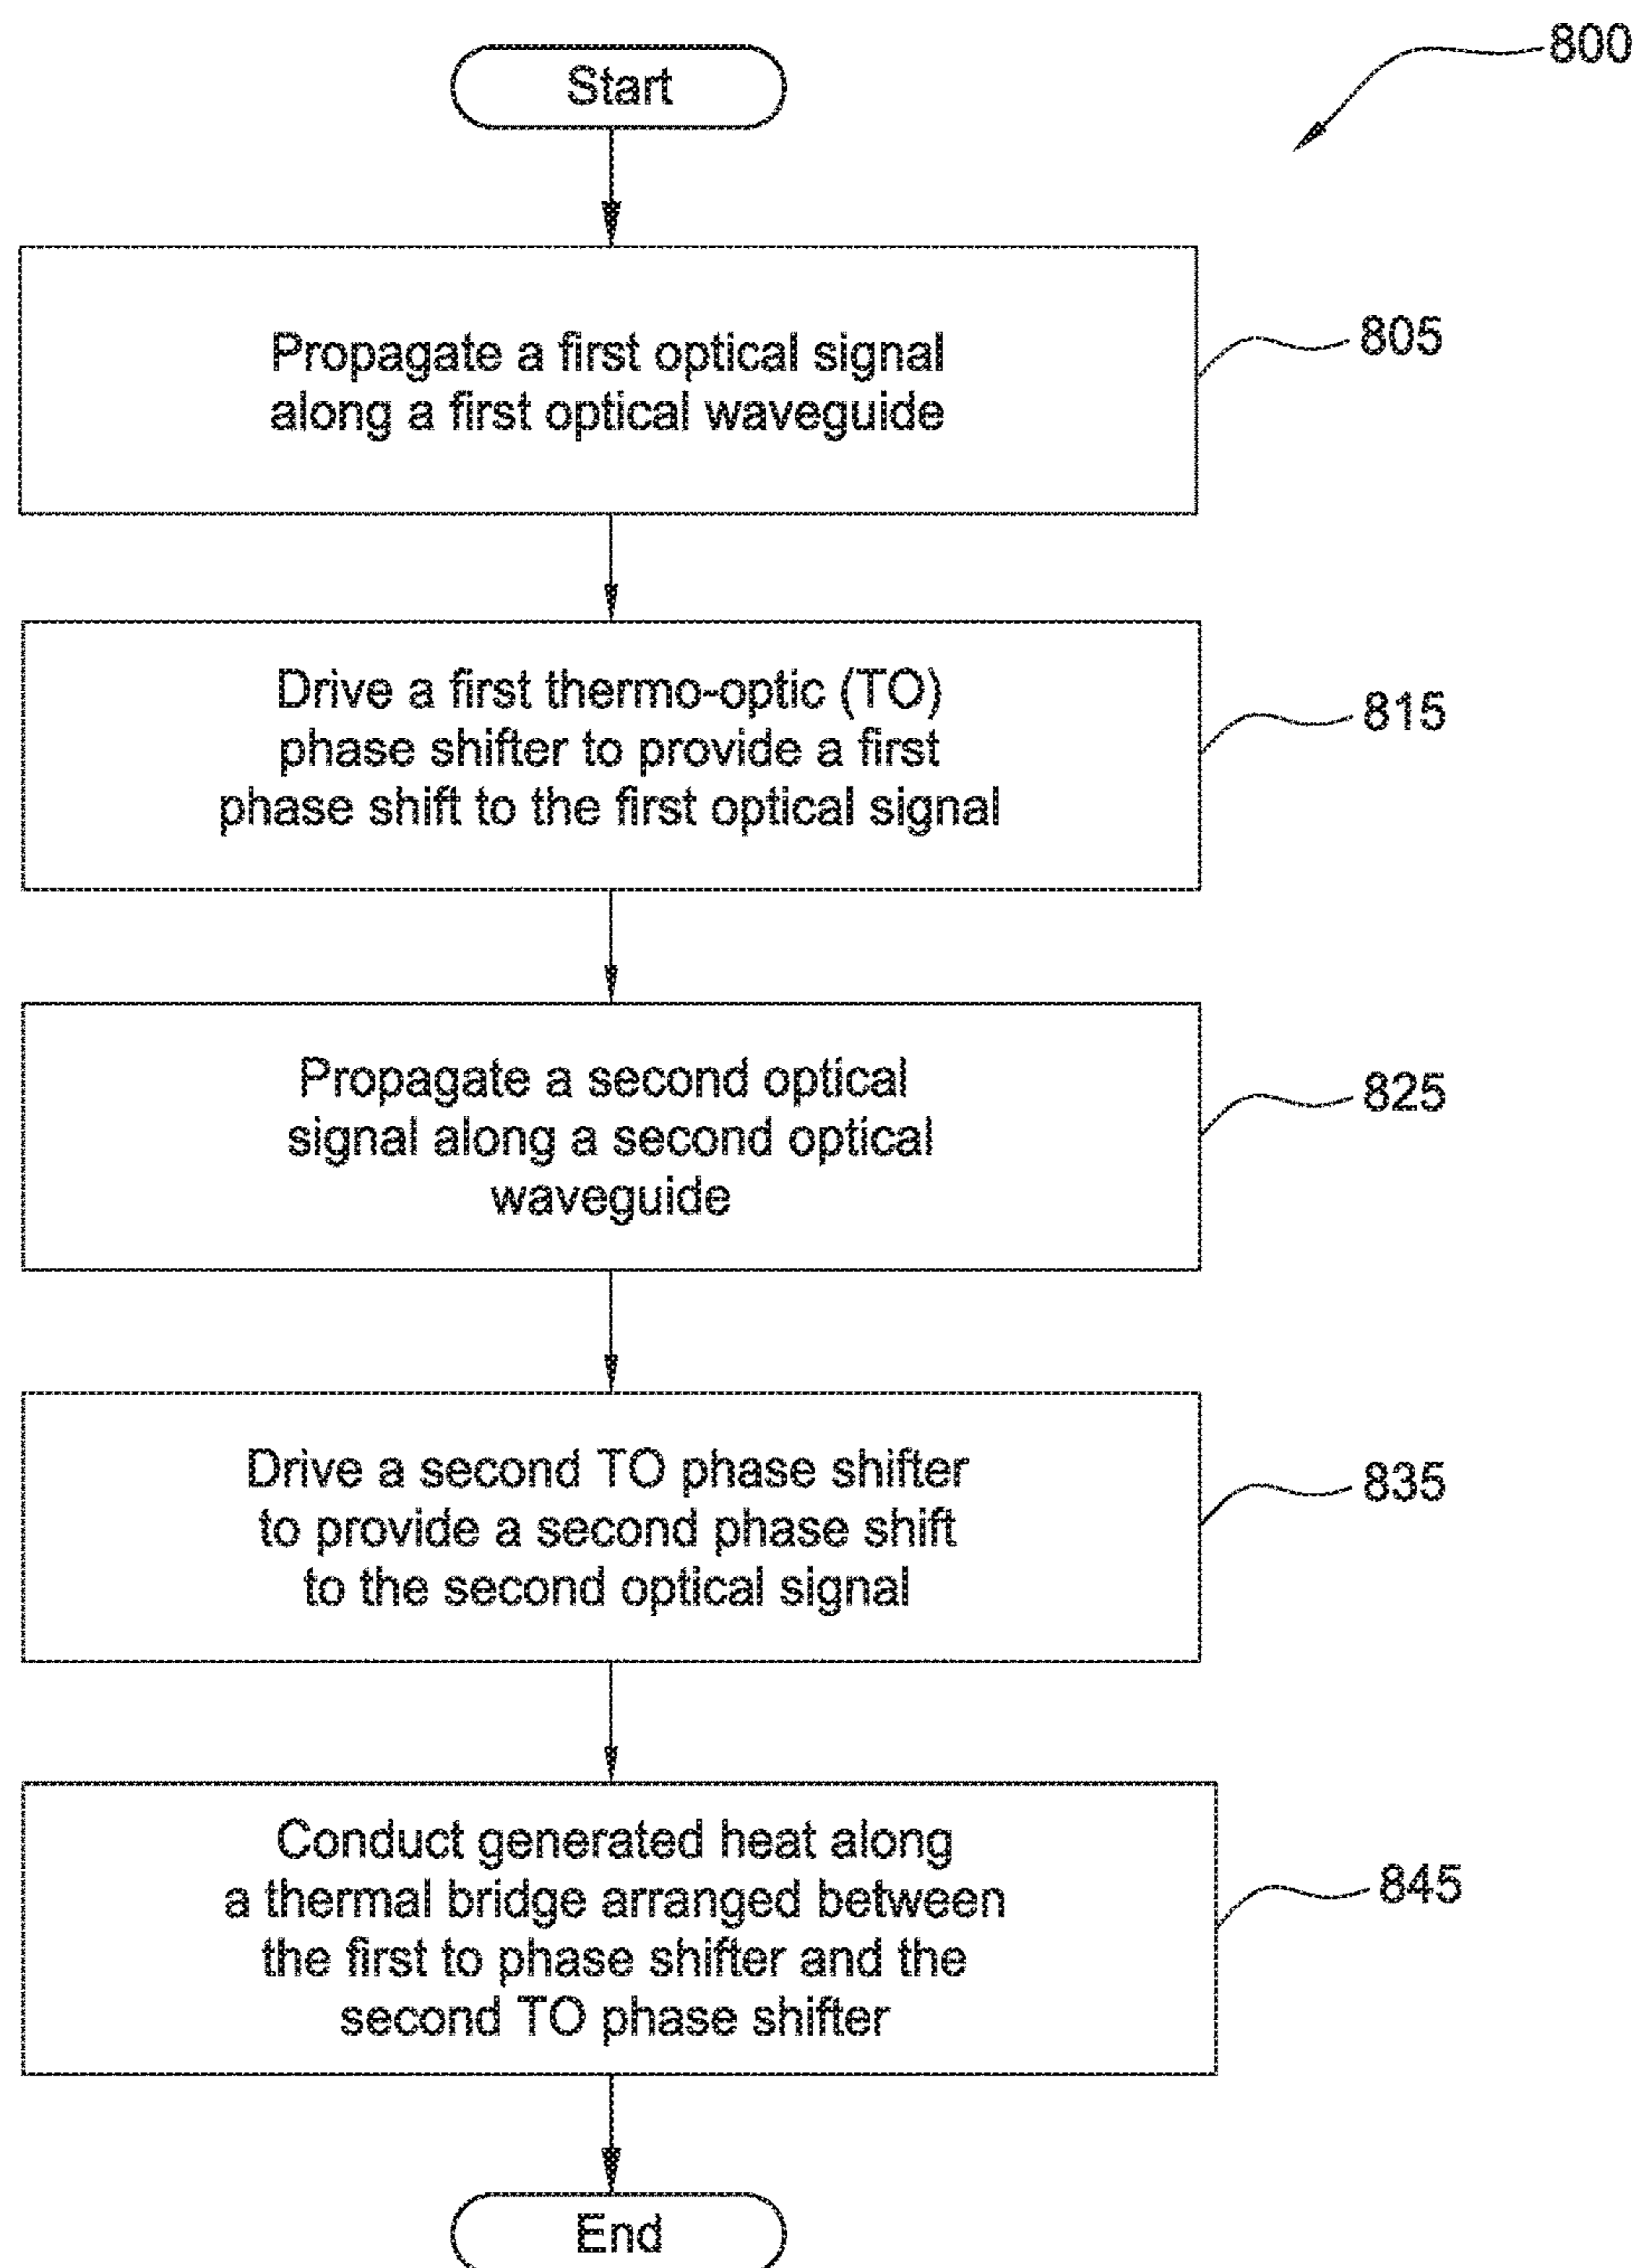 800
Start
Propagate a first optical signal
along a first optical waveguide
805
Drive a first thermo-optic (TO)
phase shifter to provide a first
phase shift to the first optical signal
815
Propagate a second optical
signal along a second optical
waveguide
825
Drive a second TO phase shifter
to provide a second phase shift
to the second optical signal
835
Conduct generated heat along
a thermal bridge arranged between
the first to phase shifter and the
second TO phase shifter
845
End